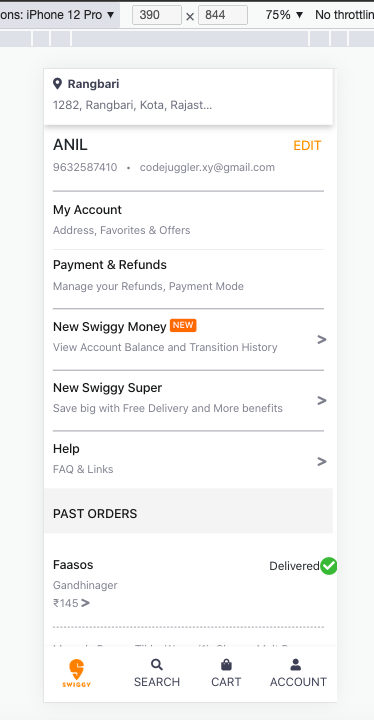 ons: iPhone 12 Pro ▼ 390 × 844 75% ▼ No throttlin
Rangbari
1282, Rangbari, Kota, Rajast...
ANIL EDIT
9632587410 • codejuggler.xy@gmail.com
My Account
Address, Favorites & Offers
Payment & Refunds
Manage your Refunds, Payment Mode
New Swiggy Money NEW
View Account Balance and Transition History >
New Swiggy Super
Save big with Free Delivery and More benefits >
Help
FAQ & Links >
PAST ORDERS
Faasos Delivered
Gandhinager
₹145 >
SWIGGY SEARCH CART ACCOUNT